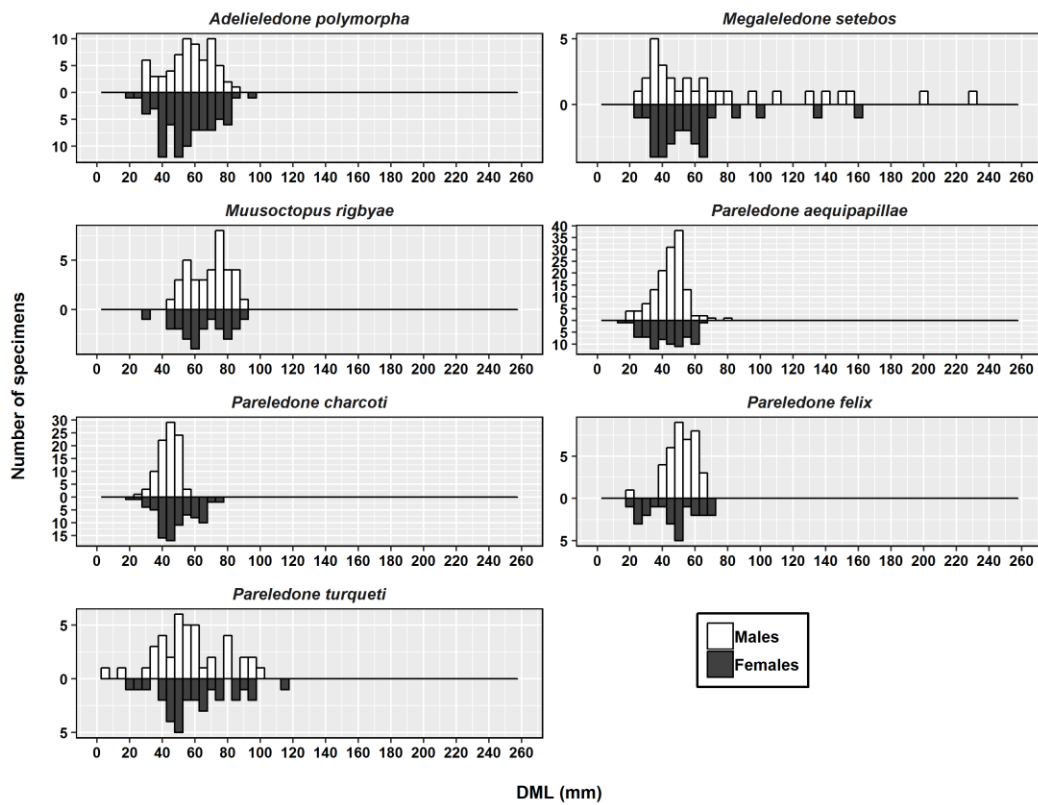 Adelieledone polymorpha
10
5
0
5
10
0 20 40 60 80 100 120 140 160 180 200 220 240 260
Megaleledone setebos
5
0
0 20 40 60 80 100 120 140 160 180 200 220 240 260
Muusoctopus rigbyae
5
0
0 20 40 60 80 100 120 140 160 180 200 220 240 260
Pareledone aequipapillae
40
35
30
25
20
15
10
5
0
5
10
0 20 40 60 80 100 120 140 160 180 200 220 240 260
Pareledone charcoti
30
25
20
15
10
5
0
5
10
15
0 20 40 60 80 100 120 140 160 180 200 220 240 260
Pareledone felix
5
0
5
0 20 40 60 80 100 120 140 160 180 200 220 240 260
Pareledone turqueti
5
0
5
0 20 40 60 80 100 120 140 160 180 200 220 240 260
Males
Females
Number of specimens
DML (mm)